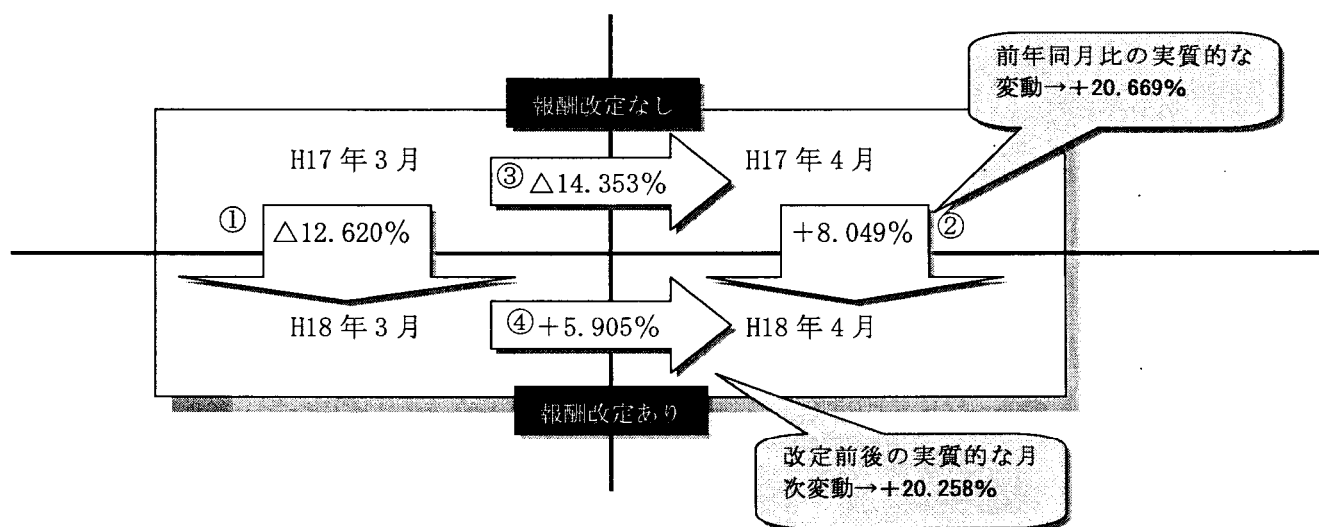 前年同月比の実質的な
変動→+20.669%
報酬改定なし
H17年3月
③△14.353%
H17年4月
①
△12.620%
+8.049%
②
H18年3月
④+5.905%
H18年4月
報酬改定あり
改定前後の実質的な月
次変動→+20.258%